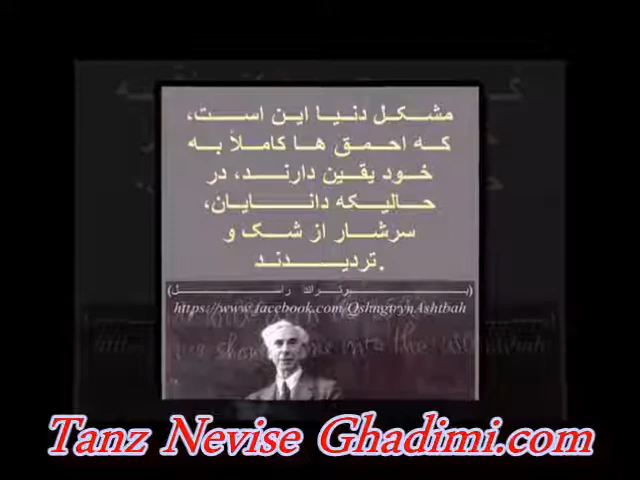 مشکل دنیا این است،
که احمق ها کاملاً به
خود یقین دارند، در
حالیکه دانایان،
سرشار از شک و
تردیدند.
(برتراند راسل)
https://www.facebook.com/QshngtrynAshtbah
Tanz Nevise Ghadimi.com